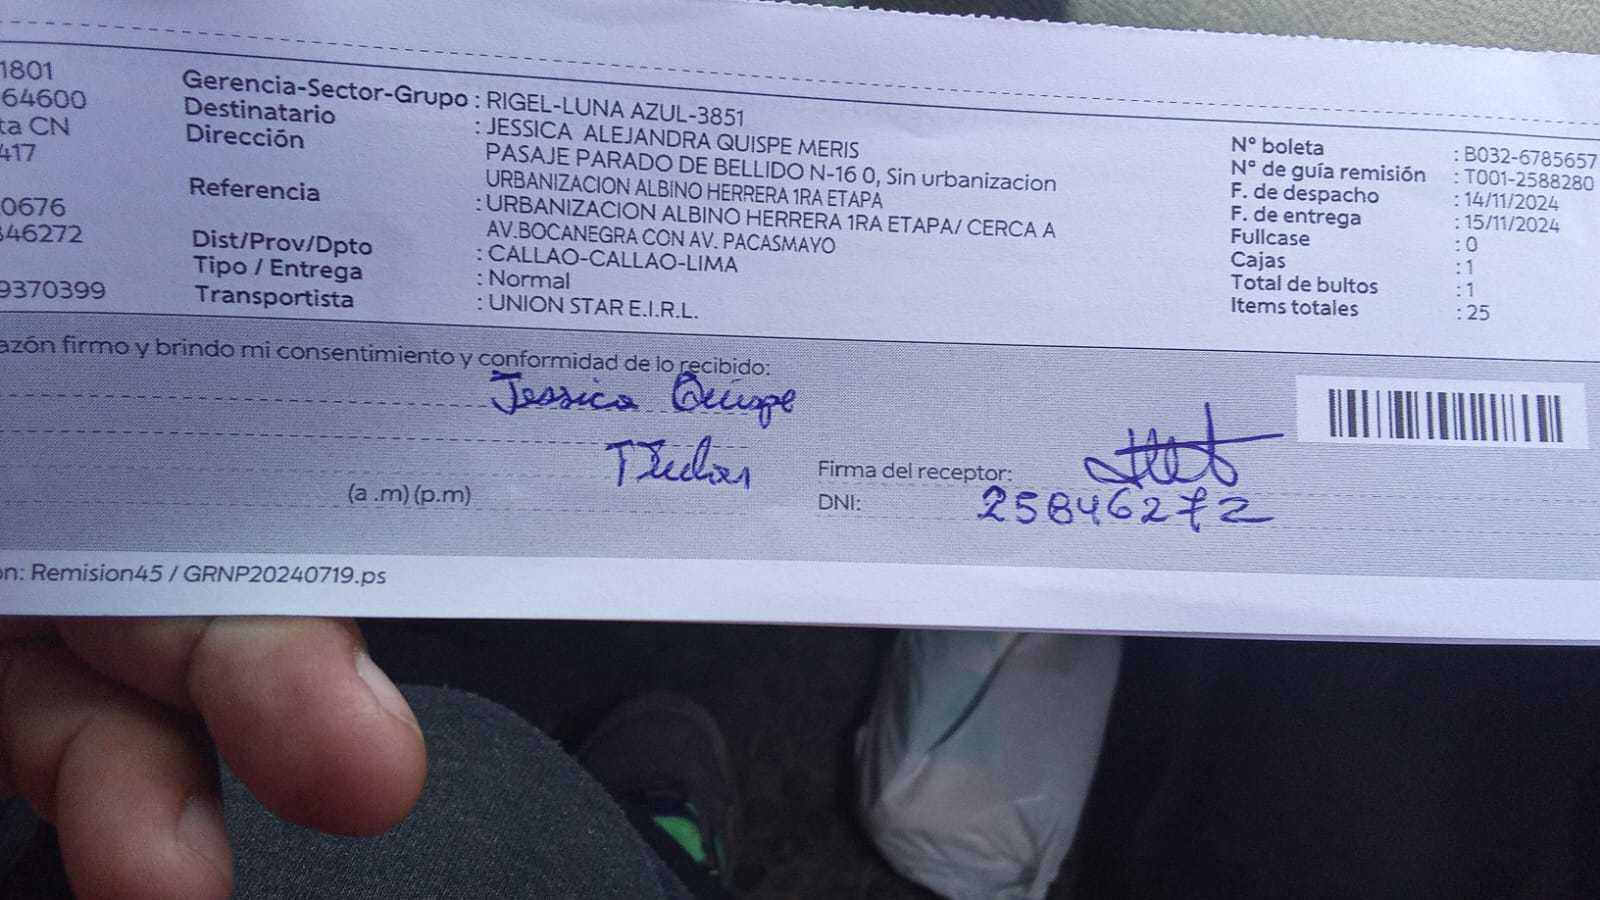 1801
64600
ta CN
417
0676
846272
9370399
Gerencia-Sector-Grupo : RIGEL-LUNA AZUL-3851
Destinatario : JESSICA ALEJANDRA QUISPE MERIS
Dirección PASAJE PARADO DE BELLIDO N-16 0, Sin urbanizacion
URBANIZACION ALBINO HERRERA 1RA ETAPA
Referencia : URBANIZACION ALBINO HERRERA 1RA ETAPA/ CERCA A
AV.BOCANEGRA CON AV. PACASMAYO
Dist/Prov/Dpto : CALLAO-CALLAO-LIMA
Tipo / Entrega : Normal
Transportista : UNION STAR E.I.R.L.
N° boleta : B032-6785657
N° de guía remisión : T001-2588280
F. de despacho : 14/11/2024
F. de entrega : 15/11/2024
Fullcase : 0
Cajas : 1
Total de bultos : 1
Items totales : 25
azón firmo y brindo mi consentimiento y conformidad de lo recibido:
Jessica Quispe
(a .m) (p.m)
Firma del receptor:
DNI: 25846272
ón: Remision45 / GRNP20240719.ps